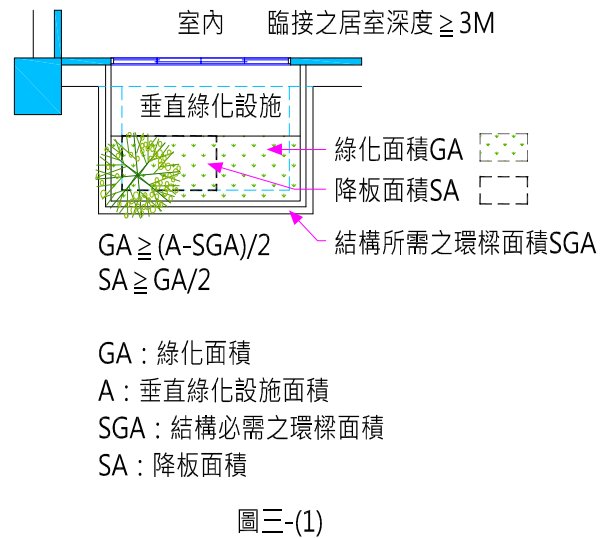 室內 臨接之居室深度≧3M
垂直綠化設施
綠化面積GA
降板面積SA
結構所需之環樑面積SGA
GA≧(A-SGA)/2
SA≧GA/2
GA：綠化面積
A：垂直綠化設施面積
SGA：結構必需之環樑面積
SA：降板面積
圖三-(1)